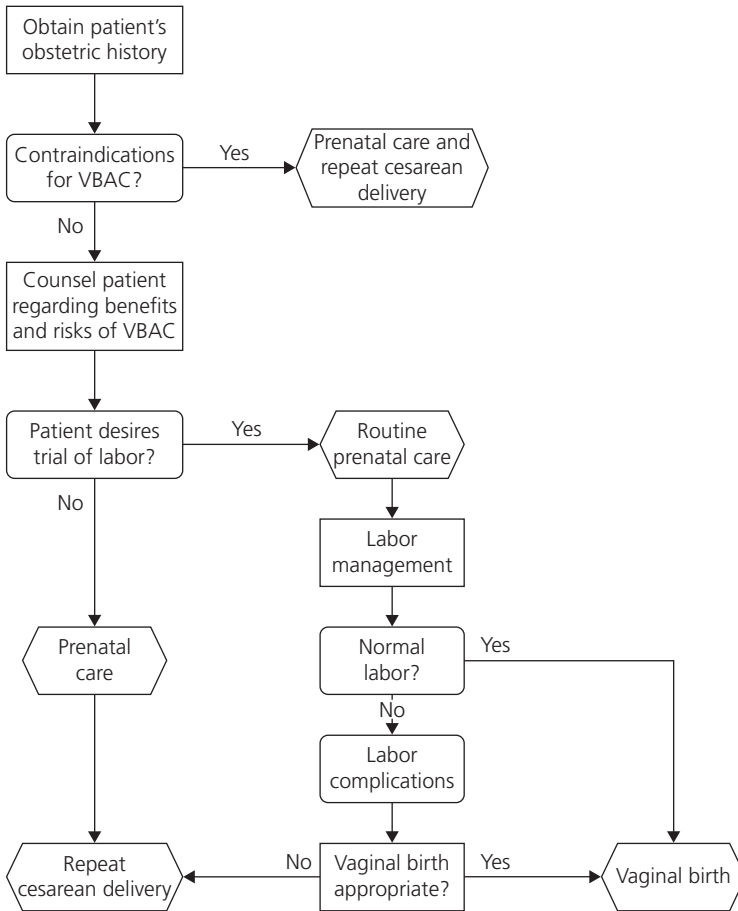 Obtain patient's
obstetric history
Contraindications
for VBAC?
Yes
Prenatal care and
repeat cesarean
delivery
No
Counsel patient
regarding benefits
and risks of VBAC
Patient desires
trial of labor?
Yes
Routine
prenatal care
No
Labor
management
Prenatal
care
Normal
labor?
Yes
No
Labor
complications
Repeat
cesarean delivery
No
Vaginal birth
appropriate?
Yes
Vaginal birth